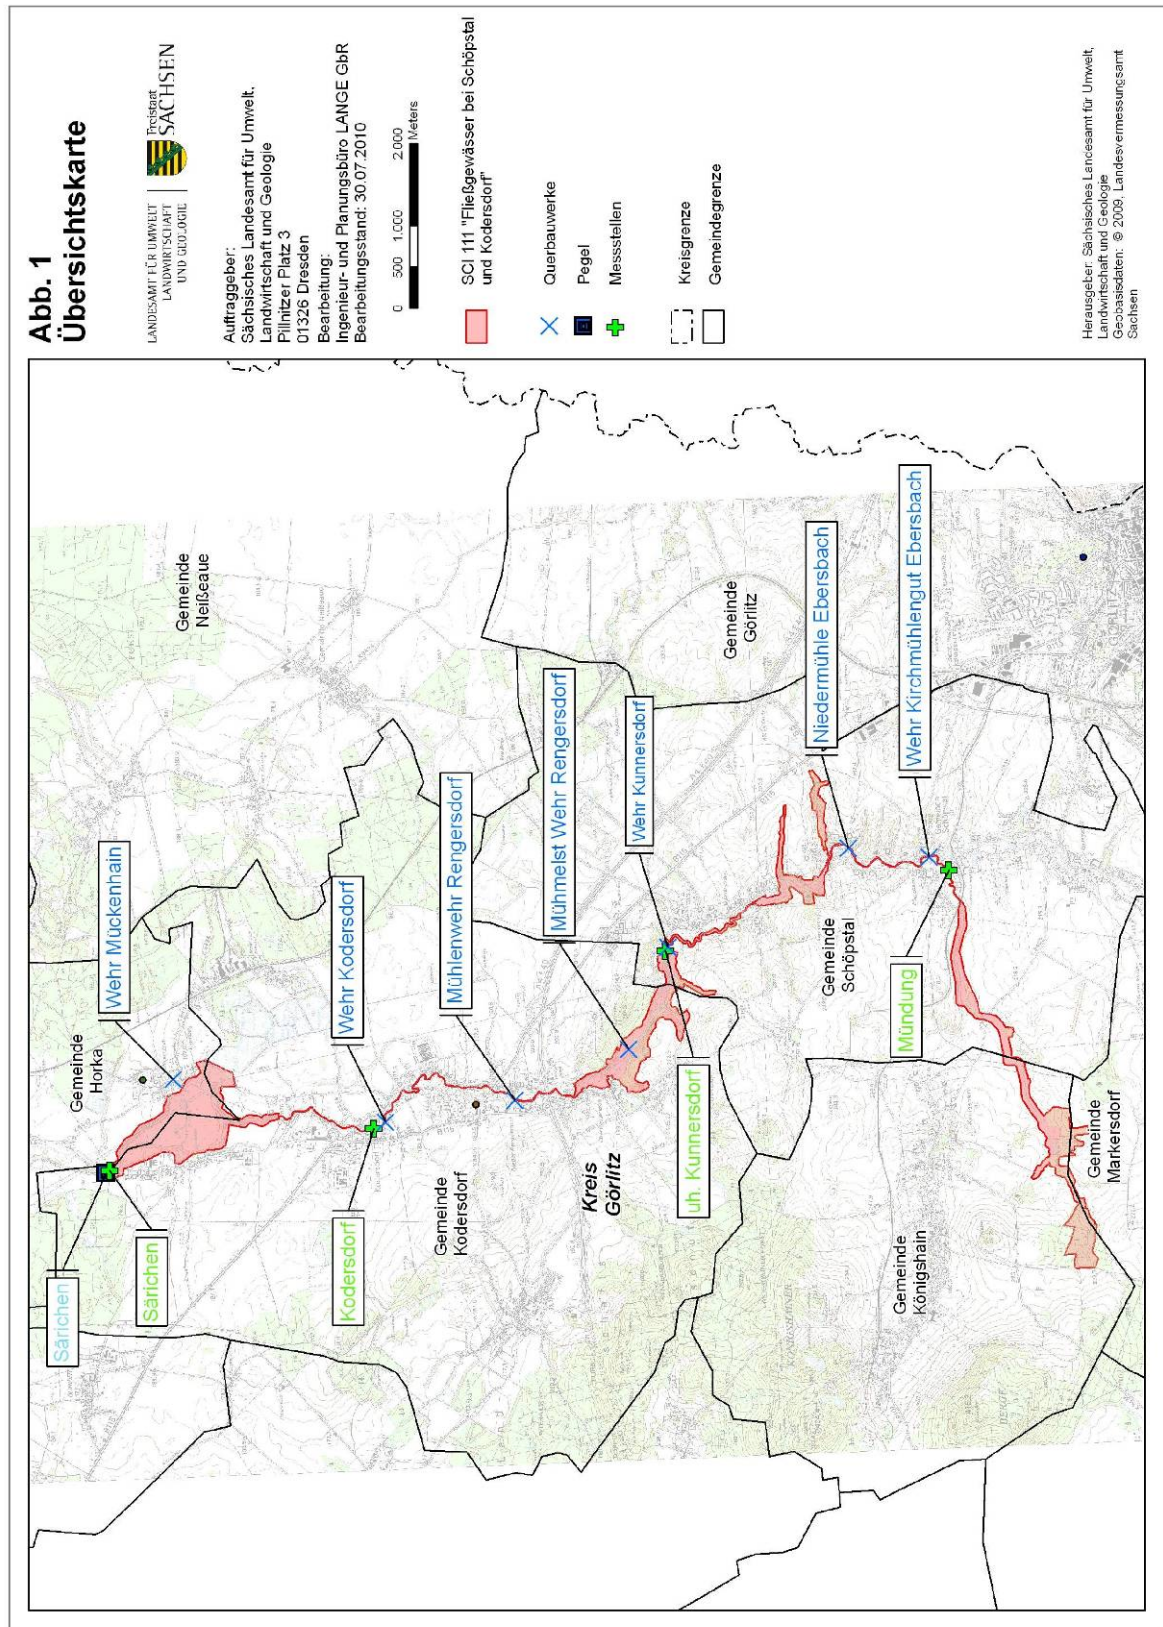 Abb. 1
Übersichtskarte
LANDESAMT FÜR UMWELT
LANDWIRTSCHAFT
UND GEOLOGIE
Freistaat
SACHSEN
Auftraggeber:
Sächsisches Landesamt für Umwelt,
Landwirtschaft und Geologie
Pillnitzer Platz 3
01326 Dresden
Bearbeitung:
Ingenieur- und Planungsbüro LANGE GbR
Bearbeitungsstand: 30.07.2010
0 500 1.000 2.000
Meters
SCI 111 "Fließgewässer bei Schöpstal
und Kodersdorf"
Querbauwerke
Pegel
Messstellen
Kreisgrenze
Gemeindegrenze
Herausgeber: Sächsisches Landesamt für Umwelt,
Landwirtschaft und Geologie
Geobasisdaten: © 2009, Landesvermessungsamt
Sachsen
Särichen
Särichen
Wehr Mückenhain
Gemeinde
Horka
Gemeinde
Neißeaue
Kodersdorf
Wehr Kodersdorf
Gemeinde
Kodersdorf
Mühlenwehr Rengersdorf
Mühmelst Wehr Rengersdorf
Kreis
Görlitz
Wehr Kunnersdorf
uh. Kunnersdorf
Gemeinde
Görlitz
Niedermühle Ebersbach
Gemeinde
Schöpstal
Wehr Kirchmühlengut Ebersbach
Mündung
Gemeinde
Königshain
Gemeinde
Markersdorf